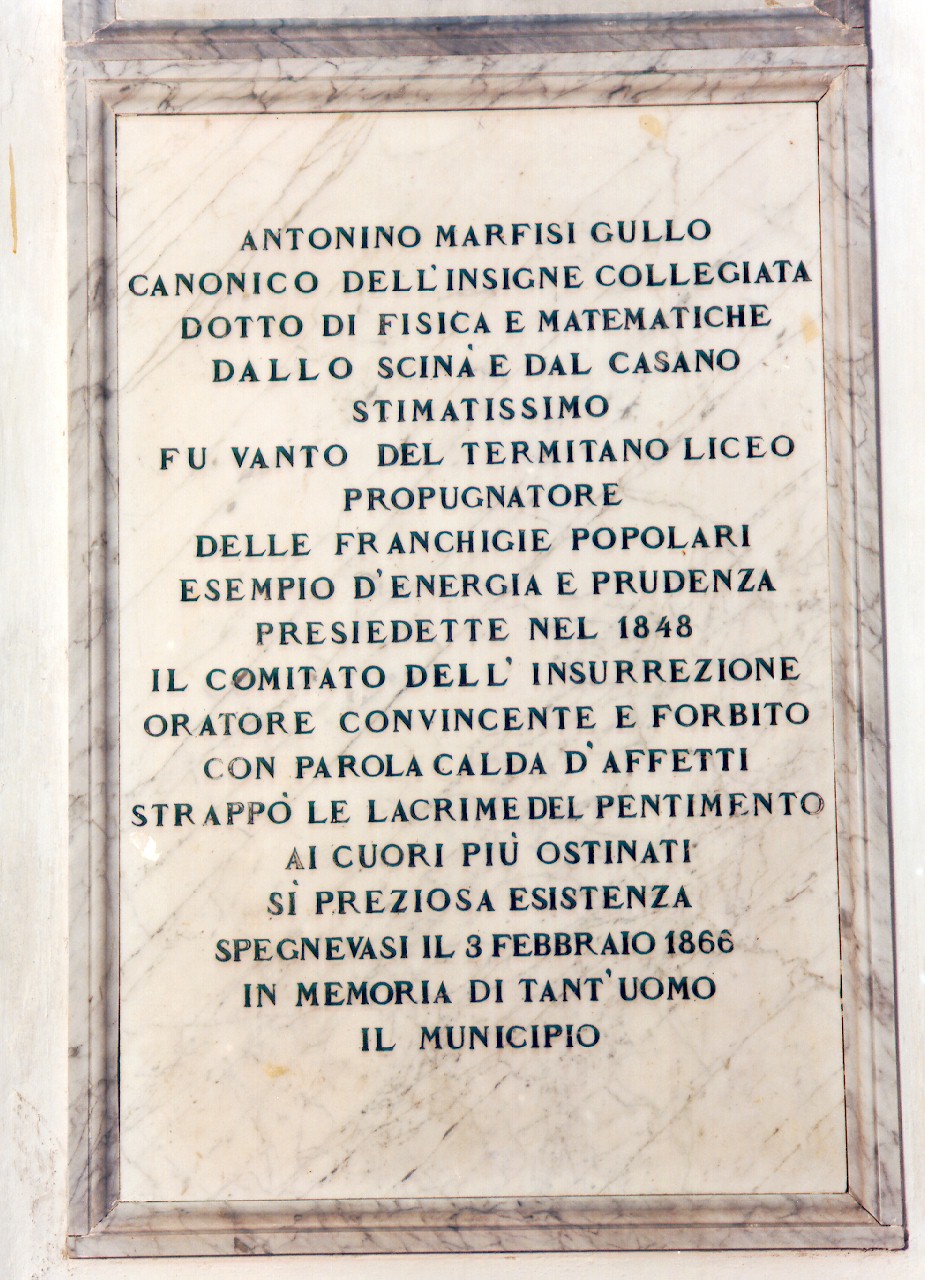 ANTONINO MARFISI GULLO
CANONICO DELL'INSIGNE COLLEGIATA
DOTTO DI FISICA E MATEMATICHE
DALLO SCINÀ E DAL CASANO
STIMATISSIMO
FU VANTO DEL TERMITANO LICEO
PROPUGNATORE
DELLE FRANCHIGIE POPOLARI
ESEMPIO D'ENERGIA E PRUDENZA
PRESIEDETTE NEL 1848
IL COMITATO DELL' INSURREZIONE
ORATORE CONVINCENTE E FORBITO
CON PAROLA CALDA D'AFFETTI
STRAPPÒ LE LACRIME DEL PENTIMENTO
AI CUORI PIÙ OSTINATI
SÌ PREZIOSA ESISTENZA
SPEGNEVASI IL 3 FEBBRAIO 1866
IN MEMORIA DI TANT'UOMO
IL MUNICIPIO